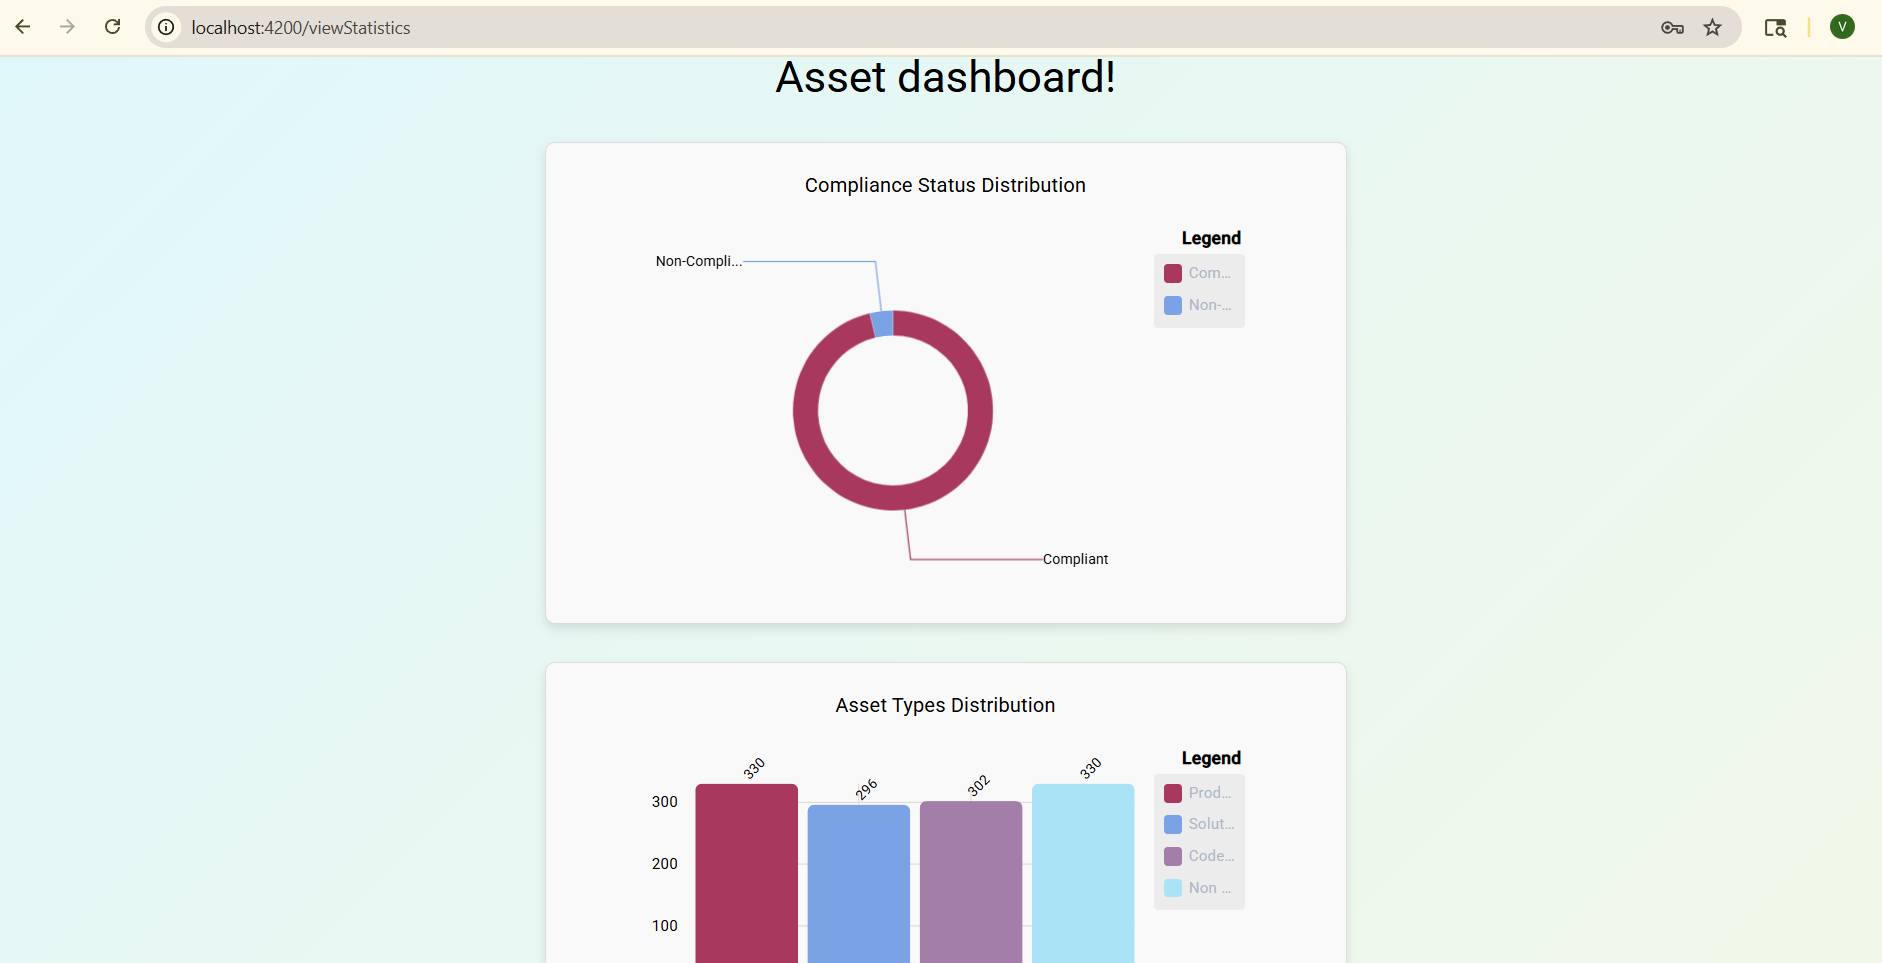 localhost:4200/viewStatistics
V
Asset dashboard!
Compliance Status Distribution
Legend
Com...
Non-...
Non-Compli...
Compliant
Asset Types Distribution
Legend
Prod...
Solut...
Code...
Non ...
330
296
302
330
300
200
100